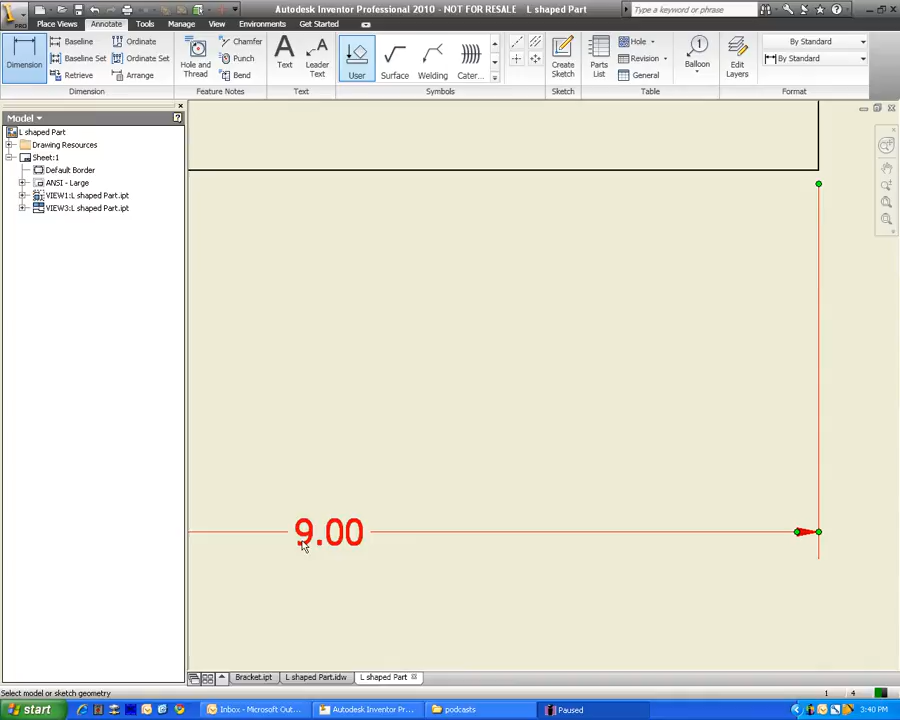 Autodesk Inventor Professional 2010 - NOT FOR RESALE L shaped Part
Type a keyword or phrase
PRO
Place Views Annotate Tools Manage View Environments Get Started
Dimension
Baseline
Baseline Set
Retrieve
Ordinate
Ordinate Set
Arrange
Dimension
Hole and Thread
Chamfer
Punch
Bend
Feature Notes
Text
Leader Text
Text
User
Surface
Welding
Cater...
Symbols
Create Sketch
Sketch
Parts List
Hole
Revision
General
Table
Balloon
Edit Layers
By Standard
By Standard
Format
Model
L shaped Part
Drawing Resources
Sheet:1
Default Border
ANSI - Large
VIEW1:L shaped Part.ipt
VIEW3:L shaped Part.ipt
9.00
Bracket.ipt L shaped Part.idw L shaped Part
Select model or sketch geometry
1 4
start
Inbox - Microsoft Out...
Autodesk Inventor Pr...
podcasts
Paused
3:40 PM